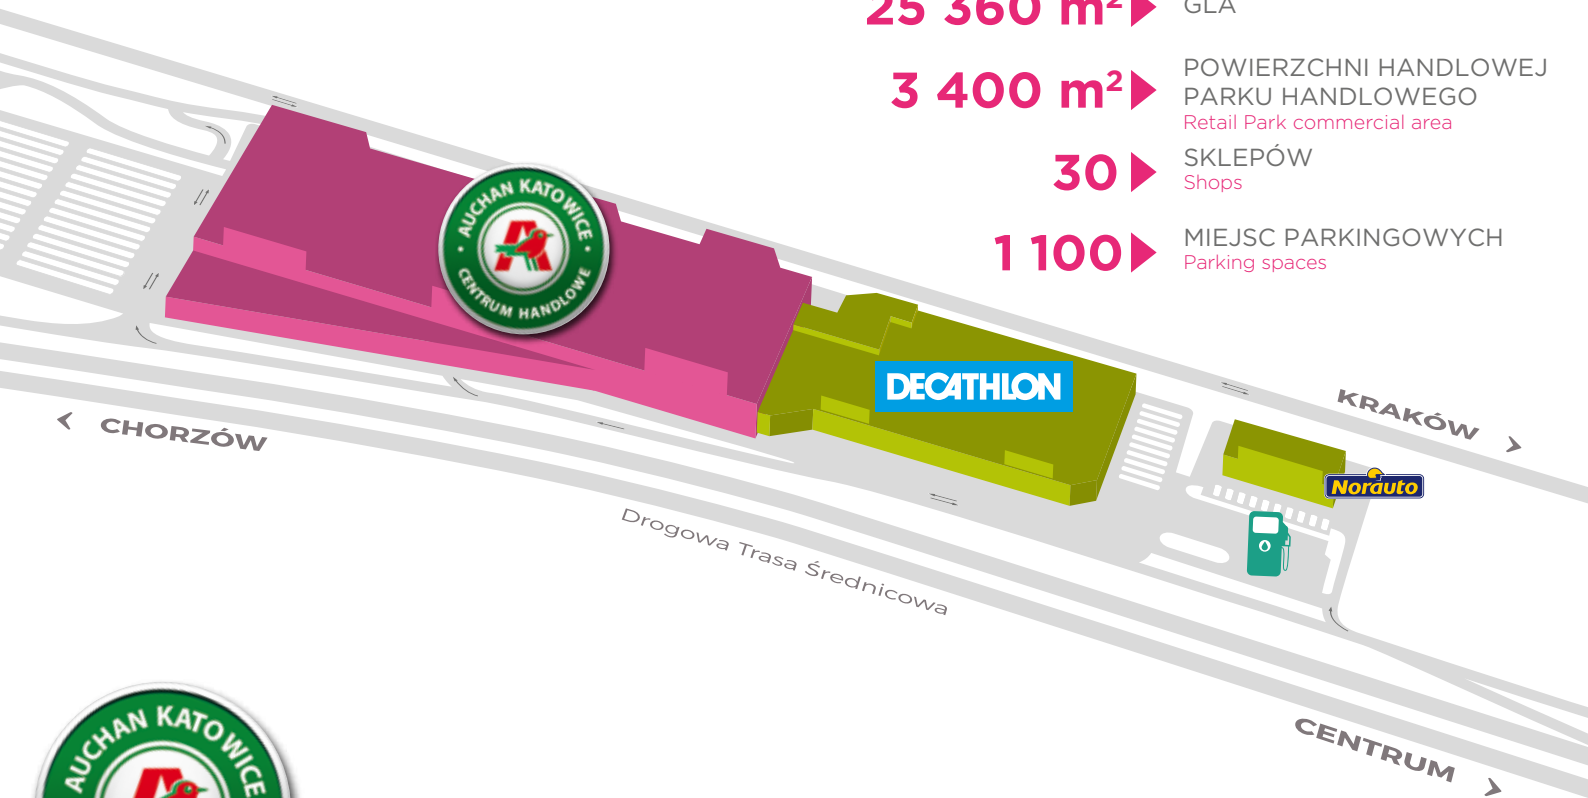 25 360 m²
GLA
3 400 m²
POWIERZCHNI HANDLOWEJ
PARKU HANDLOWEGO
Retail Park commercial area
30
SKLEPÓW
Shops
1 100
MIEJSC PARKINGOWYCH
Parking spaces
AUCHAN KATOWICE
CENTRUM HANDLOWE
DECATHLON
KRAKÓW
CHORZÓW
Norauto
Drogowa Trasa Średnicowa
CENTRUM
AUCHAN KATOWICE